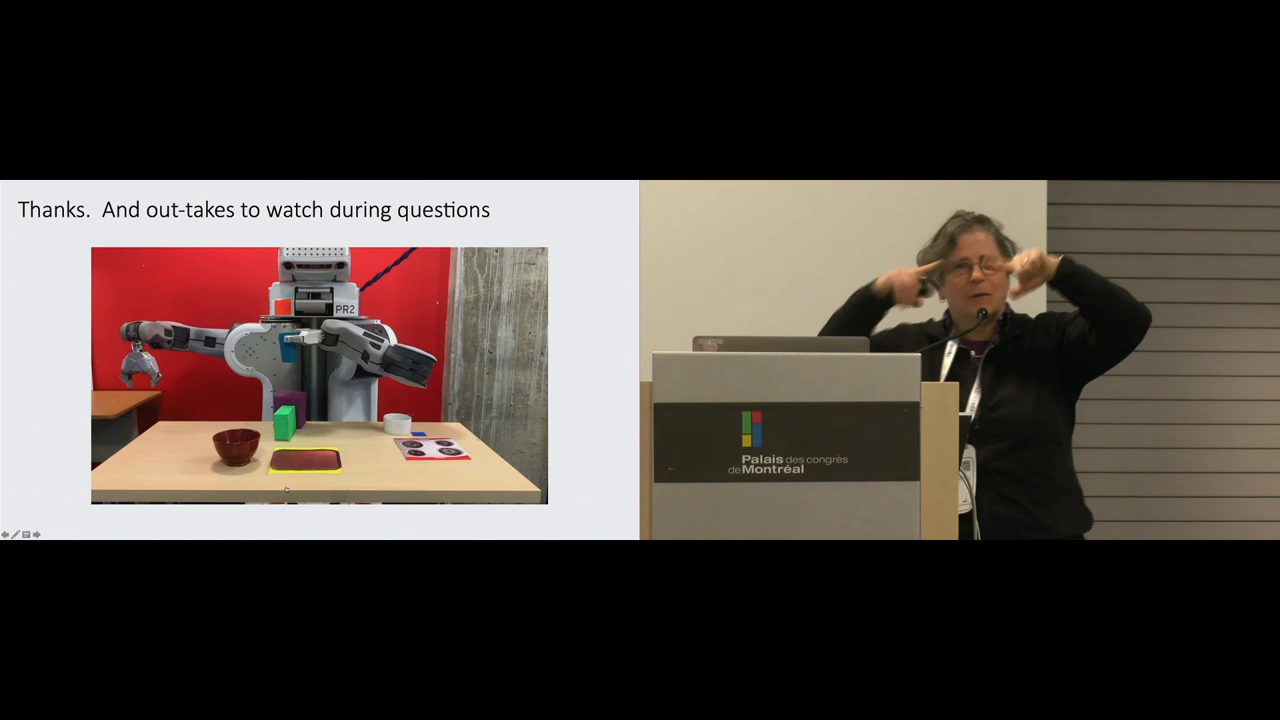 Thanks.  And out-takes to watch during questions
PR2
Palais des congrès
de Montréal